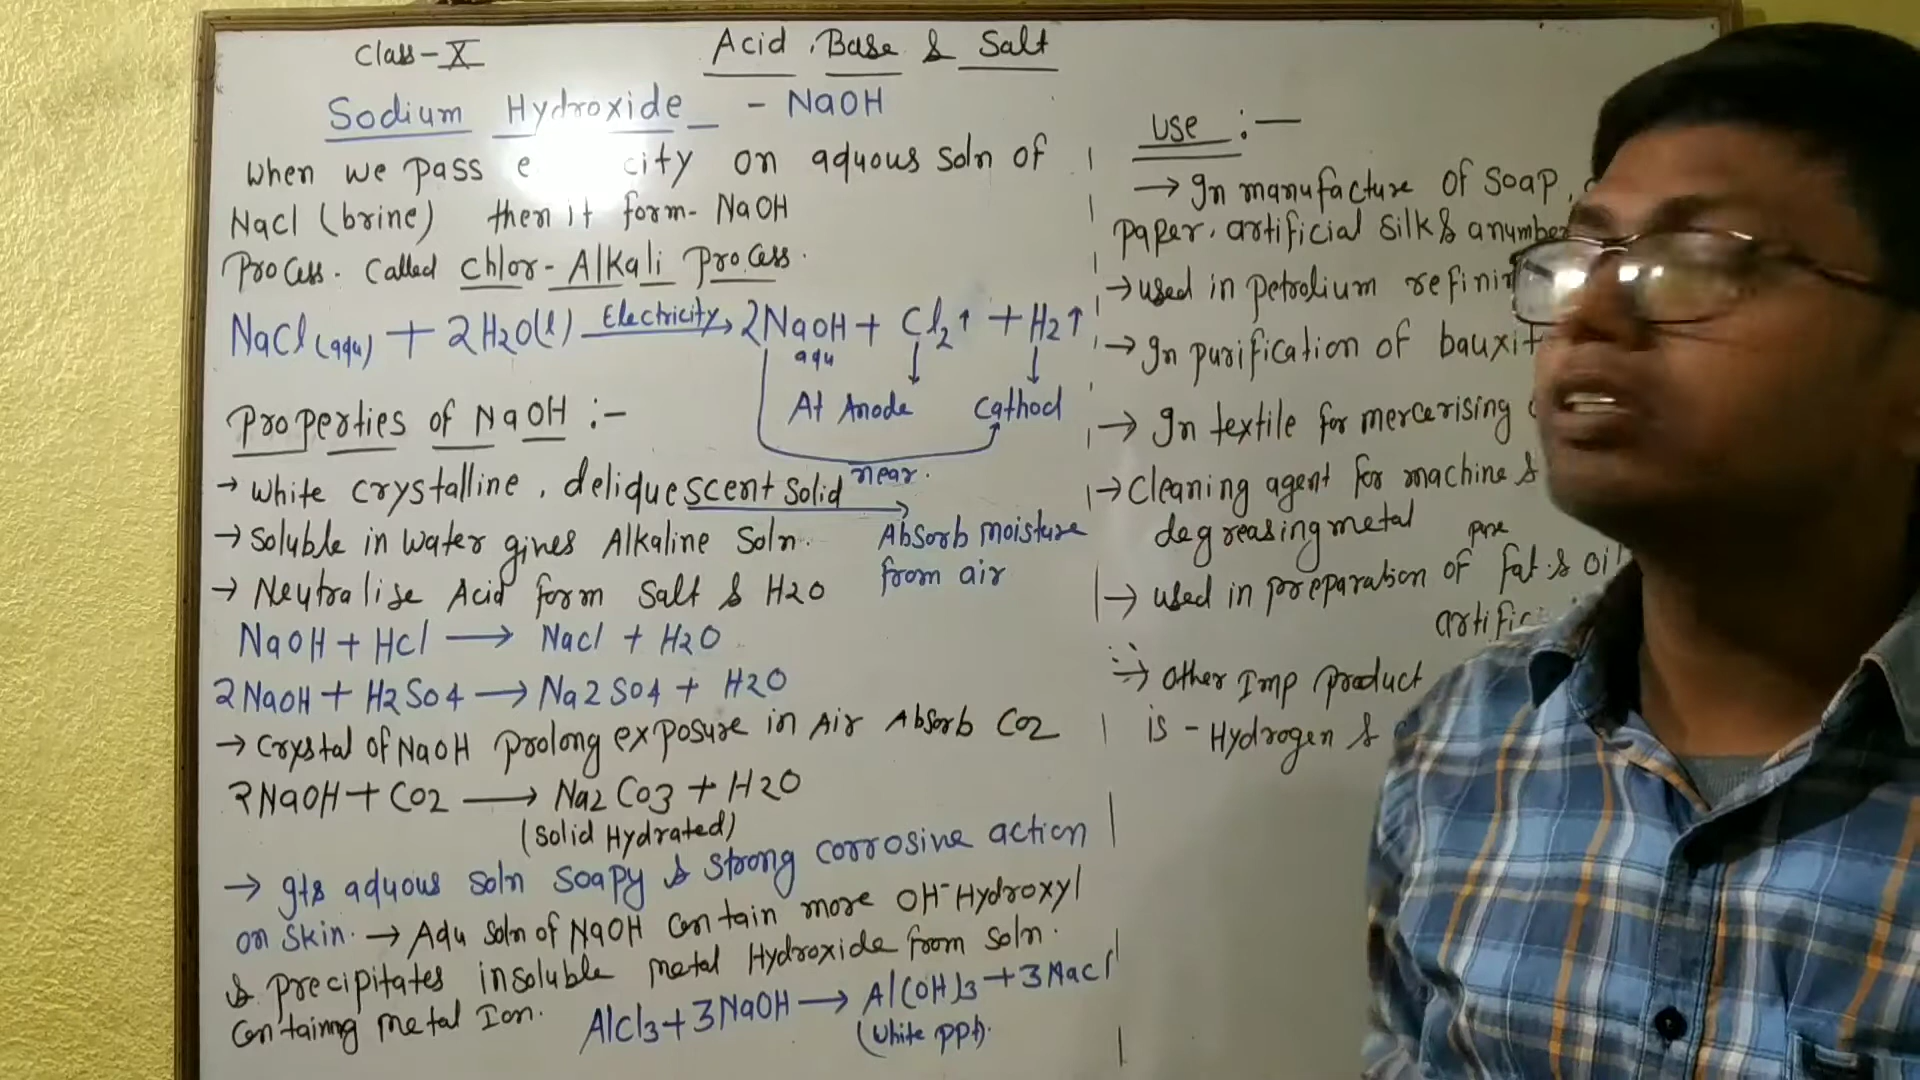 Class-X
Acid, Base & Salt
Sodium Hydroxide - NaOH
When we pass e city on aquous soln of
Nacl (brine) then it form- NaOH
Process. Called chlor-Alkali process.
NaCl (aqu) + 2H2O(l) Electricity → 2NaOH + Cl2↑ + H2↑
aqu
At Anode Cathod
near.
Properties of NaOH :-
→ White crystalline, deliquescent solid
→ Absorb moisture
from air
→ Soluble in water gives Alkaline Soln.
→ Neutralise Acid form Salt & H2O
NaOH + HCl → Nacl + H2O
2NaOH + H2SO4 → Na2SO4 + H2O
→ Crystal of NaOH prolong exposure in Air Absorb CO2
2NaOH + CO2 → Na2CO3 + H2O
(Solid Hydrated)
→ Its aquous soln soapy & strong corrosive action
on skin. → Aqu soln of NaOH contain more OH- Hydroxyl
& precipitates insoluble metal Hydroxide from soln.
Containing metal Ion. AlCl3 + 3NaOH → Al(OH)3 + 3Nacl
(White ppt).
Use :-
→ In manufacture of soap,
paper, artificial silk & a number
→ used in petrolium
→ In purification of
→ In textile for mercerising
→ Cleaning agent for machine &
degreasing metal
→ used in preparation of pure fat & oil
∴→ Other Imp product
is - Hydrogen &